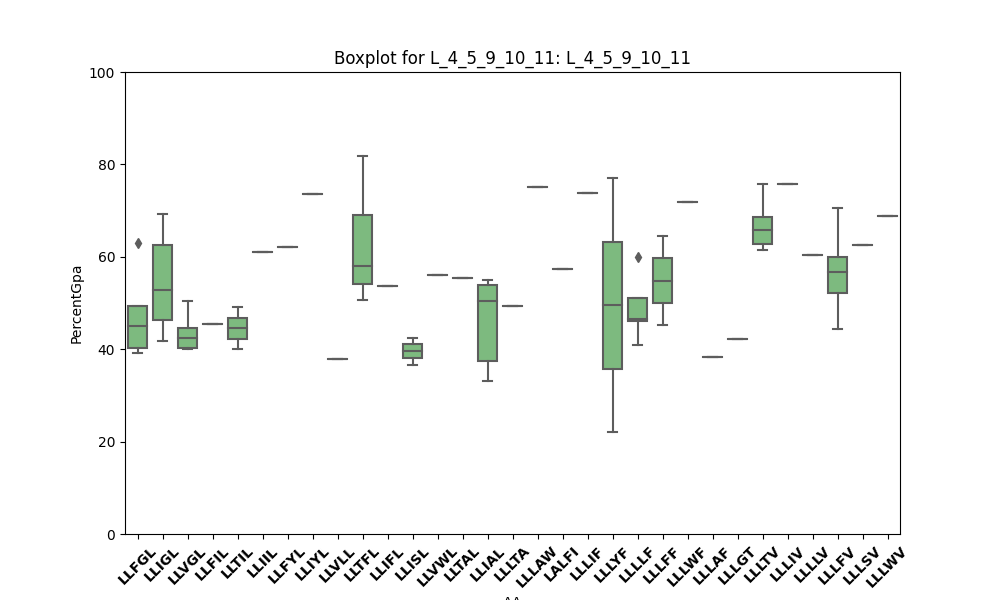 Boxplot for L_4_5_9_10_11: L_4_5_9_10_11
100
80
60
40
20
0
PercentGpa
LLFGL LLIGL LLVGL LLFIL LLTIL LLIIL LLFYL LLIYL LLVLL LLTFL LLIFL LLISL LLVWL LLTAL LLIAL LLLTA LLLAW LALFI LLLIF LLLYF LLLLF LLLFF LLLWF LLLAF LLLGT LLLTV LLLIV LLLLV LLLFV LLLSV LLLWV
AA